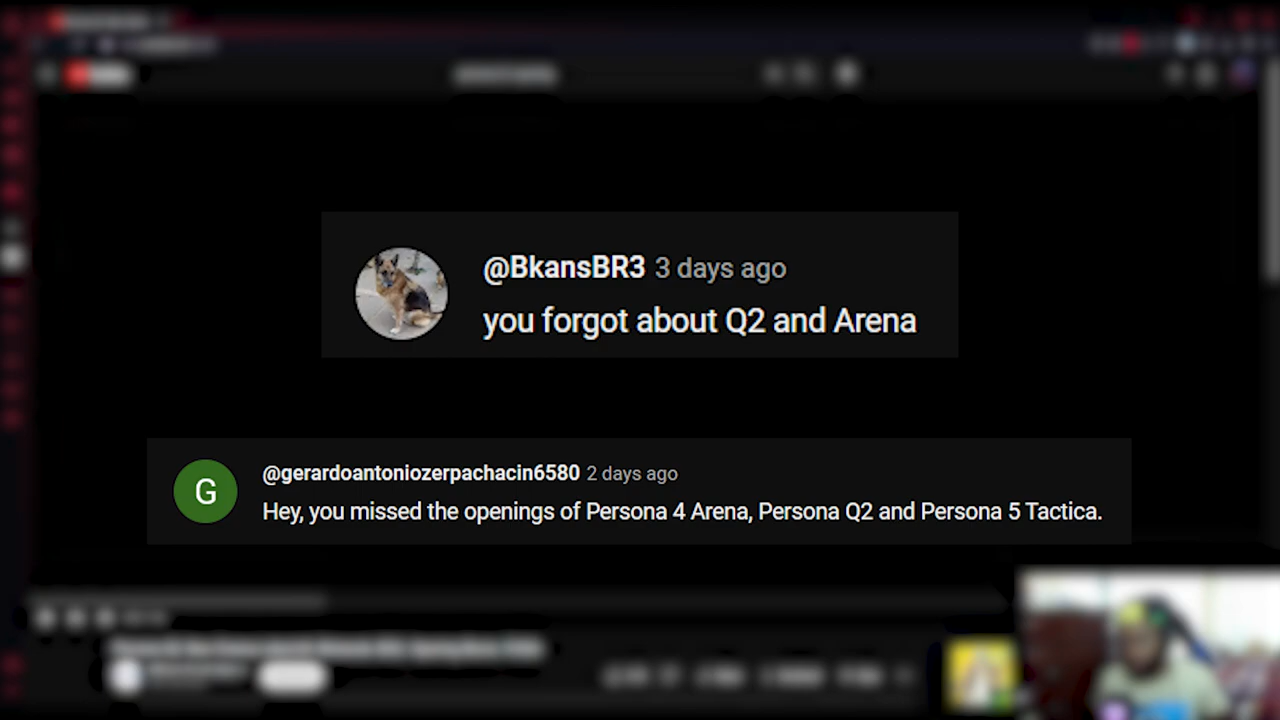 @BkansBR3 3 days ago
you forgot about Q2 and Arena
G
@gerardoantoniozerpachacin6580 2 days ago
Hey, you missed the openings of Persona 4 Arena, Persona Q2 and Persona 5 Tactica.